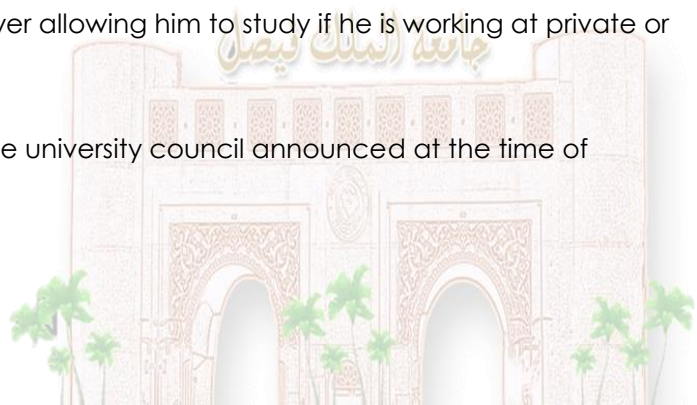 yer allowing him to study if he is working at private or
جامعة الملك فيصل
e university council announced at the time of